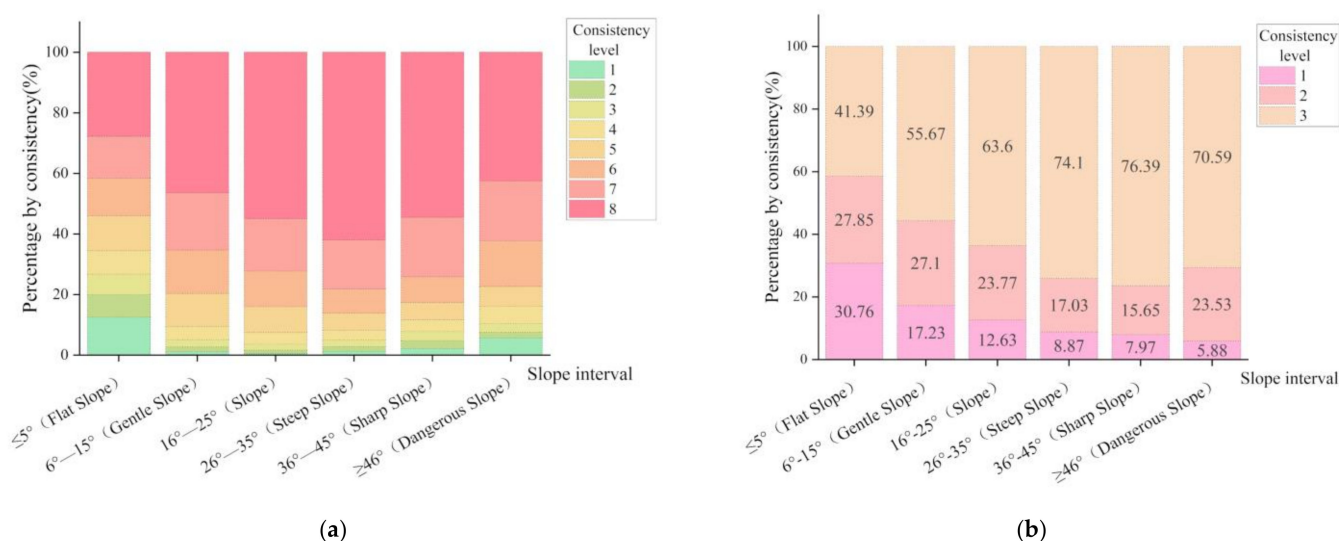 Percentage by consistency(%)
100
80
60
40
20
0
Consistency
level
1
2
3
4
5
6
7
8
≤5°（Flat Slope）
6°—15°（Gentle Slope）
16°—25°（Slope）
26°—35°（Steep Slope）
36°—45°（Sharp Slope）
≥46°（Dangerous Slope）
Slope interval
(a)
Percentage by consistency(%)
100
80
60
40
20
0
41.39
27.85
30.76
55.67
27.1
17.23
63.6
23.77
12.63
74.1
17.03
8.87
76.39
15.65
7.97
70.59
23.53
5.88
Consistency
level
1
2
3
≤5°（Flat Slope）
6°-15°（Gentle Slope）
16°-25°（Slope）
26°-35°（Steep Slope）
36°-45°（Sharp Slope）
≥46°（Dangerous Slope）
Slope interval
(b)